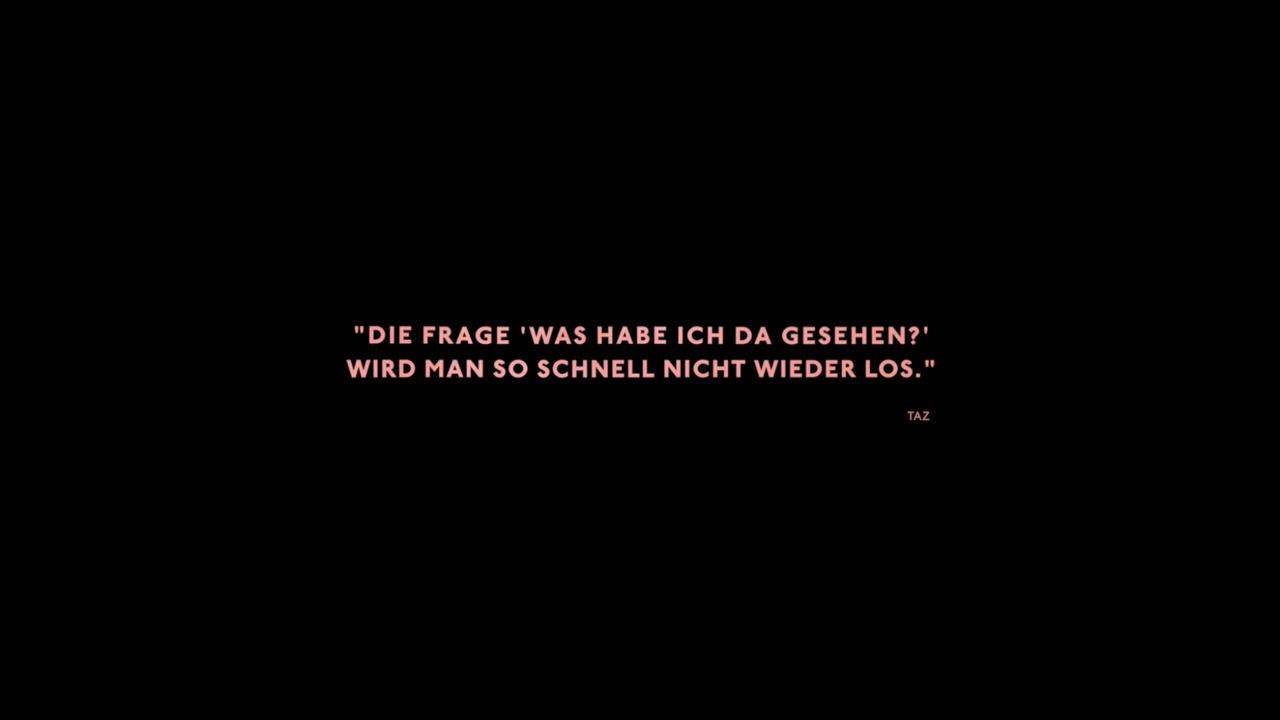 "DIE FRAGE 'WAS HABE ICH DA GESEHEN?'
WIRD MAN SO SCHNELL NICHT WIEDER LOS."
TAZ